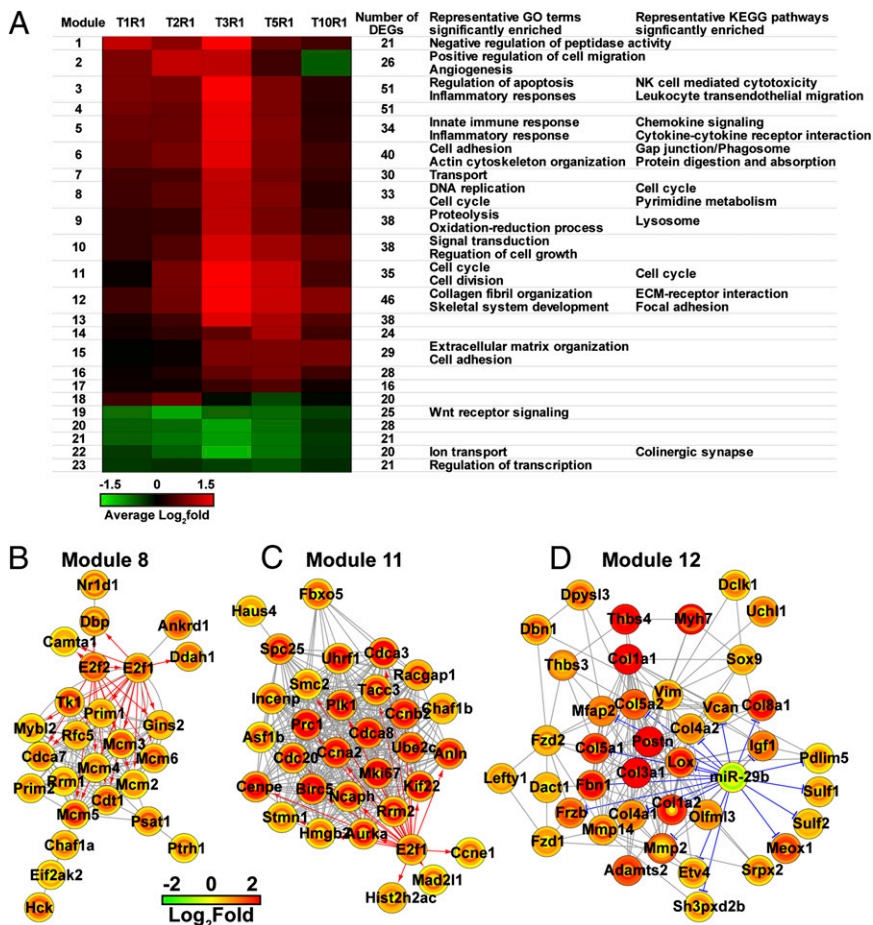 A
Module T1R1 T2R1 T3R1 T5R1 T10R1 Number of DEGs Representative GO terms significantly enriched Representative KEGG pathways signficantly enriched
1 21 Negative regulation of peptidase activity
2 26 Positive regulation of cell migration
Angiogenesis
3 51 Regulation of apoptosis NK cell mediated cytotoxicity
Inflammatory responses Leukocyte transendothelial migration
4 51
5 34 Innate immune response Chemokine signaling
Inflammatory response Cytokine-cytokine receptor interaction
6 40 Cell adhesion Gap junction/Phagosome
Actin cytoskeleton organization Protein digestion and absorption
7 30 Transport
8 33 DNA replication Cell cycle
Cell cycle Pyrimidine metabolism
9 38 Proteolysis Lysosome
Oxidation-reduction process
10 38 Signal transduction
Reguation of cell growth
11 35 Cell cycle Cell cycle
Cell division
12 46 Collagen fibril organization ECM-receptor interaction
Skeletal system development Focal adhesion
13 38
14 24
15 29 Extracellular matrix organization
Cell adhesion
16 28
17 16
18 20
19 25 Wnt receptor signaling
20 28
21 21
22 20 Ion transport Colinergic synapse
23 21 Regulation of transcription
-1.5 0 1.5
Average Log2fold
B Module 8
Nr1d1
Dbp
Ankrd1
Camta1
Ddah1
E2f2
E2f1
Tk1
Prim1
Gins2
Mybl2
Rfc5
Mcm3
Cdca7
Mcm4
Mcm6
Rrm1
Mcm2
Prim2
Cdt1
Mcm5
Psat1
Chaf1a
Ptrh1
Eif2ak2
Hck
-2 0 2
Log2Fold
C Module 11
Fbxo5
Haus4
Spc25
Uhrf1
Cdca3
Racgap1
Smc2
Tacc3
Incenp
Plk1
Chaf1b
Ccnb2
Prc1
Asf1b
Cdca8
Ube2c
Cdc20
Ccna2
Anln
Mki67
Cenpe
Birc5
Kif22
Ncaph
Stmn1
Rrm2
Hmgb2
Aurka
E2f1
Ccne1
Mad2l1
Hist2h2ac
D Module 12
Dclk1
Dpysl3
Uchl1
Thbs4
Myh7
Dbn1
Col1a1
Sox9
Thbs3
Vim
Col5a2
Vcan
Col8a1
Mfap2
Col4a2
Fzd2
Postn
Igf1
Col5a1
Lox
Pdlim5
Lefty1
Col3a1
miR-29b
Dact1
Fbn1
Sulf1
Col1a2
Frzb
Col4a1
Olfml3
Sulf2
Mmp14
Fzd1
Mmp2
Meox1
Adamts2
Etv4
Srpx2
Sh3pxd2b